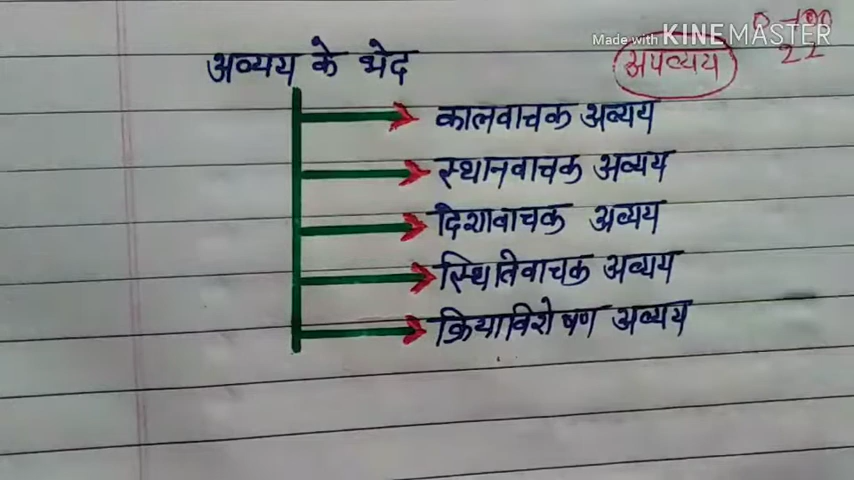 Made with KINEMASTER
22
अव्यय के भेद
अपव्यय
कालवाचक अव्यय
स्थानवाचक अव्यय
दिशावाचक अव्यय
स्थितिवाचक अव्यय
क्रियाविशेषण अव्यय